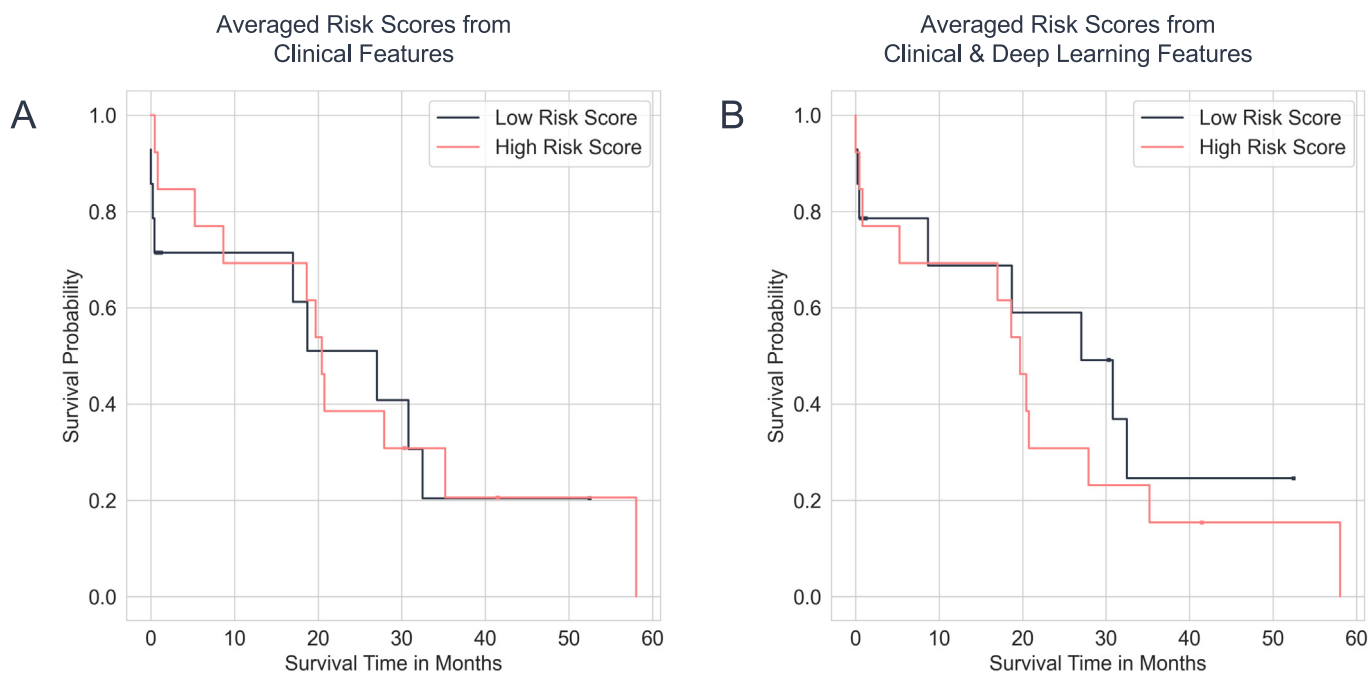 Averaged Risk Scores from
Clinical Features
A
Low Risk Score
High Risk Score
Survival Probability
1.0
0.8
0.6
0.4
0.2
0.0
0 10 20 30 40 50 60
Survival Time in Months
Averaged Risk Scores from
Clinical & Deep Learning Features
B
Low Risk Score
High Risk Score
Survival Probability
1.0
0.8
0.6
0.4
0.2
0.0
0 10 20 30 40 50 60
Survival Time in Months